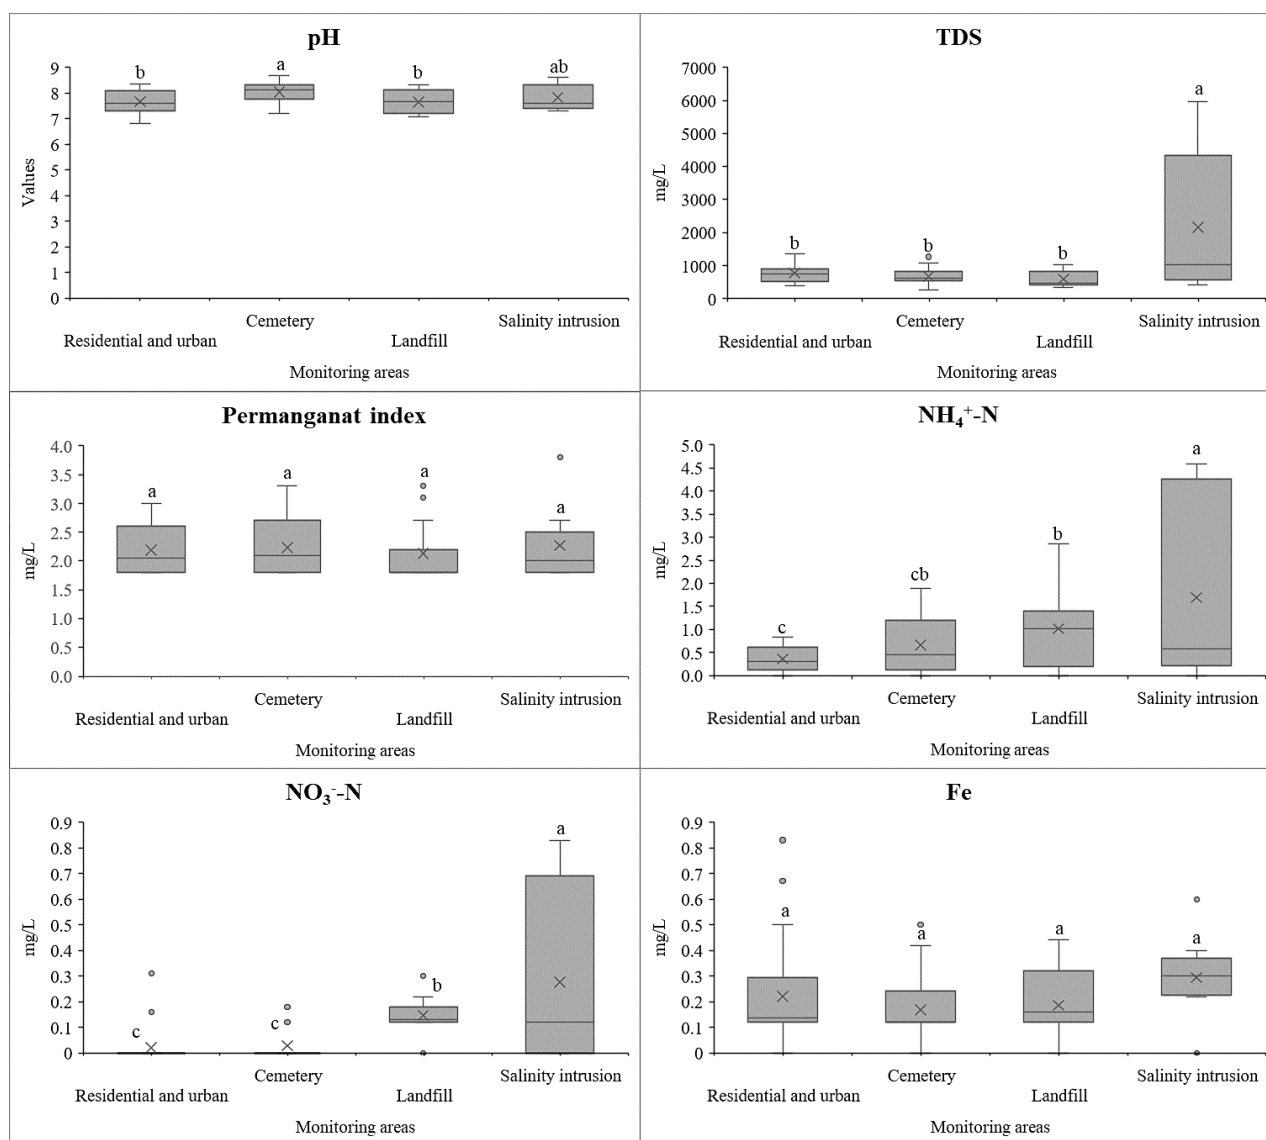 pH
9
8
7
6
5
4
3
2
1
0
Values
b
a
b
ab
Cemetery
Salinity intrusion
Residential and urban
Landfill
Monitoring areas
TDS
7000
6000
5000
4000
3000
2000
1000
0
mg/L
b
b
b
a
Cemetery
Salinity intrusion
Residential and urban
Landfill
Monitoring areas
Permanganat index
4.0
3.5
3.0
2.5
2.0
1.5
1.0
0.5
0.0
mg/L
a
a
a
a
Cemetery
Salinity intrusion
Residential and urban
Landfill
Monitoring areas
NH₄⁺-N
5.0
4.5
4.0
3.5
3.0
2.5
2.0
1.5
1.0
0.5
0.0
mg/L
c
cb
b
a
Cemetery
Salinity intrusion
Residential and urban
Landfill
Monitoring areas
NO₃⁻-N
0.9
0.8
0.7
0.6
0.5
0.4
0.3
0.2
0.1
0
mg/L
c
c
b
a
Cemetery
Salinity intrusion
Residential and urban
Landfill
Monitoring areas
Fe
0.9
0.8
0.7
0.6
0.5
0.4
0.3
0.2
0.1
0
mg/L
a
a
a
a
Cemetery
Salinity intrusion
Residential and urban
Landfill
Monitoring areas